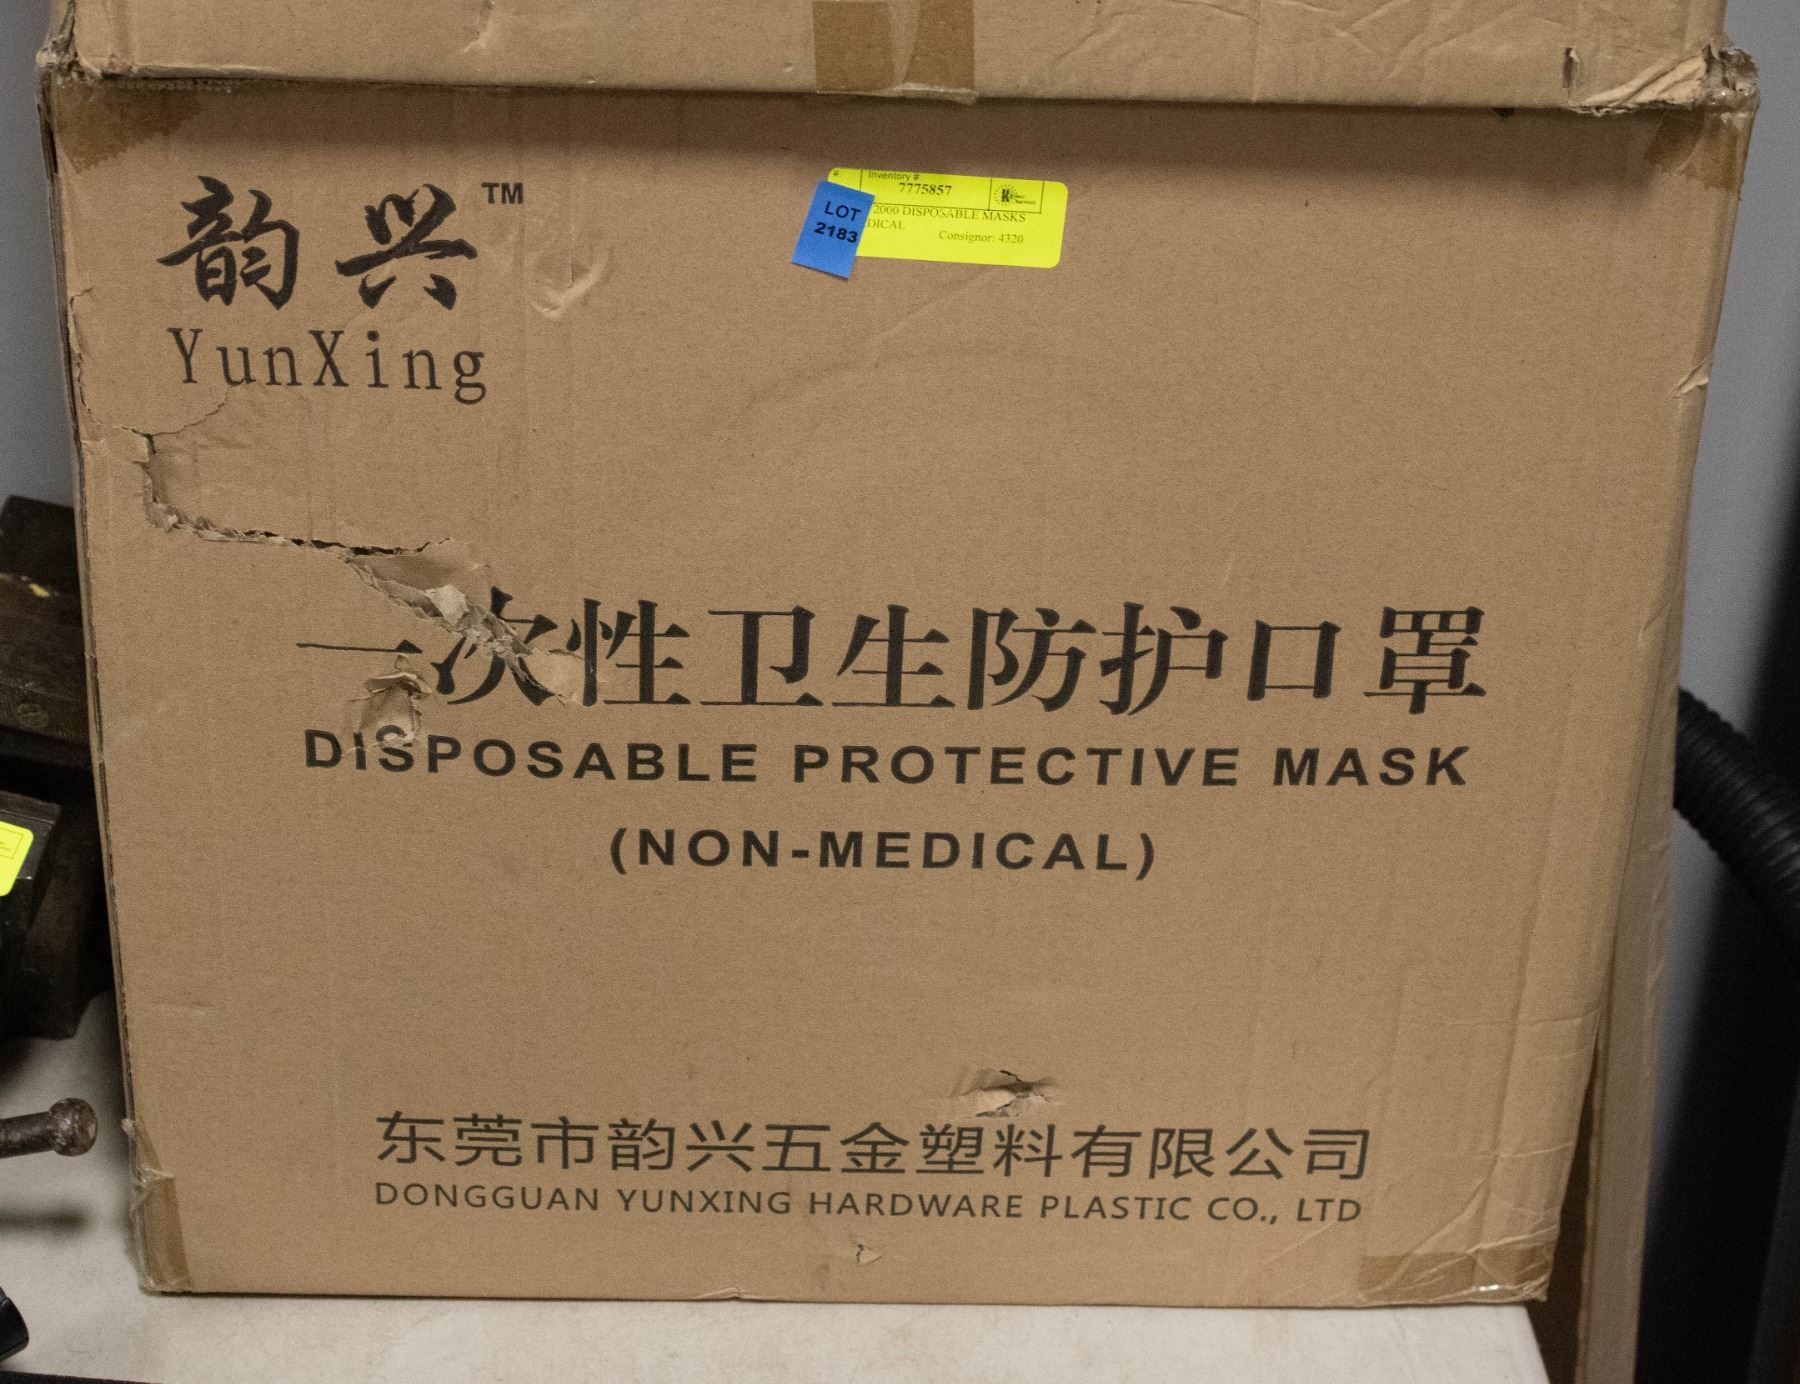 韵兴 TM
YunXing
#
Inventory #
7775857
LOT
2183
2000 DISPOSABLE MASKS
DICAL
Consignor: 4320
一次性卫生防护口罩
DISPOSABLE PROTECTIVE MASK
(NON-MEDICAL)
东莞市韵兴五金塑料有限公司
DONGGUAN YUNXING HARDWARE PLASTIC CO., LTD